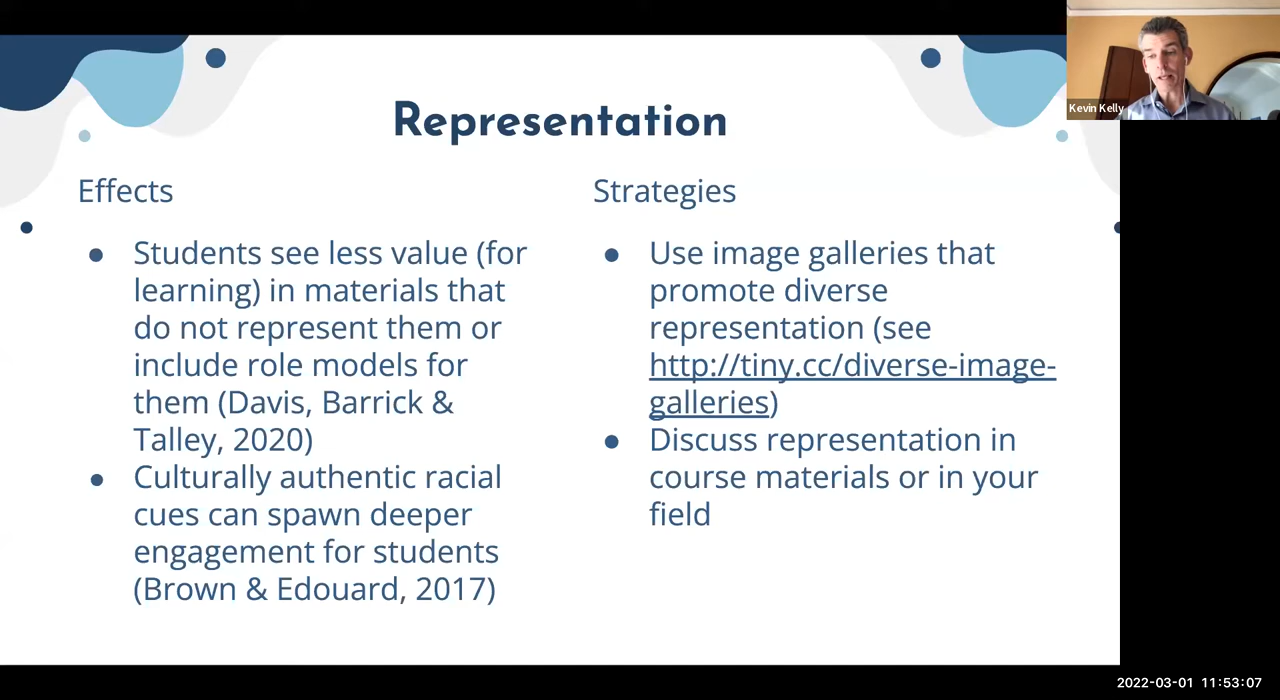 Representation
Effects
● Students see less value (for
learning) in materials that
do not represent them or
include role models for
them (Davis, Barrick &
Talley, 2020)
● Culturally authentic racial
cues can spawn deeper
engagement for students
(Brown & Edouard, 2017)
Strategies
● Use image galleries that
promote diverse
representation (see
http://tiny.cc/diverse-image-
galleries)
● Discuss representation in
course materials or in your
field
Kevin Kelly
2022-03-01 11:53:07